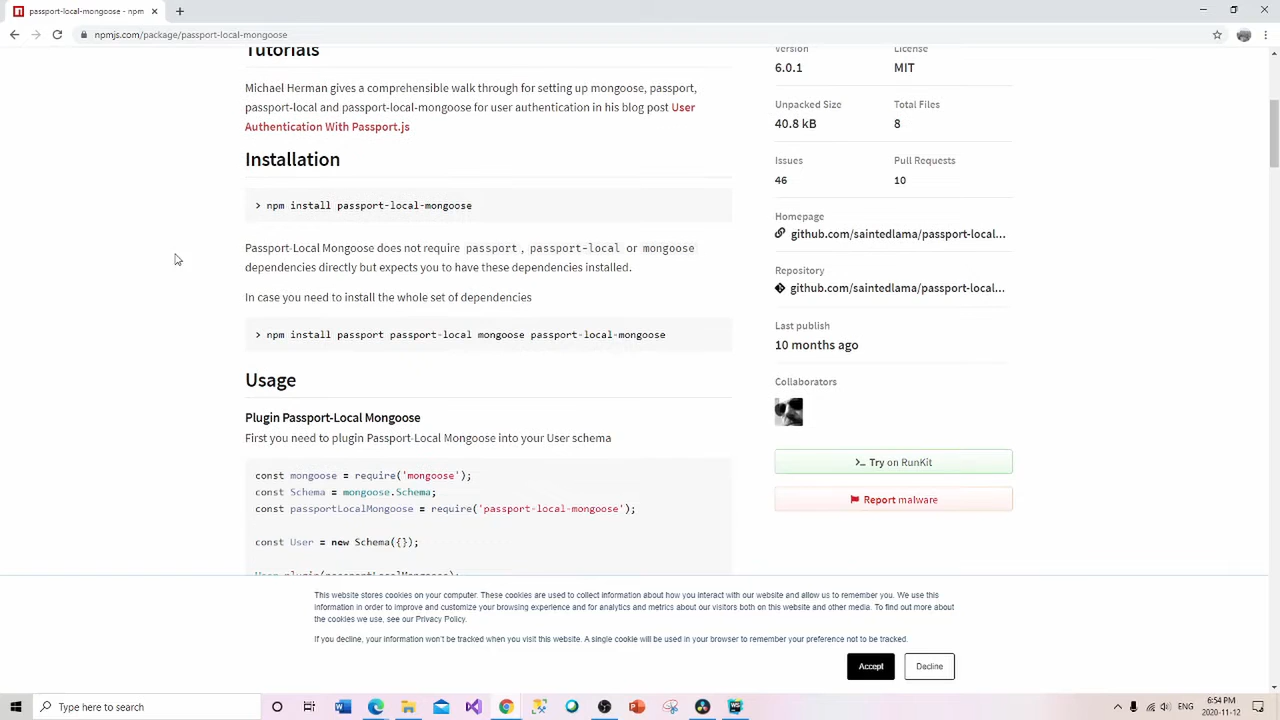 passport-local-mongoose - npm
npmjs.com/package/passport-local-mongoose
Tutorials
Michael Herman gives a comprehensible walk through for setting up mongoose, passport,
passport-local and passport-local-mongoose for user authentication in his blog post User
Authentication With Passport.js
Installation
> npm install passport-local-mongoose
Passport-Local Mongoose does not require passport , passport-local or mongoose
dependencies directly but expects you to have these dependencies installed.
In case you need to install the whole set of dependencies
> npm install passport passport-local mongoose passport-local-mongoose
Usage
Plugin Passport-Local Mongoose
First you need to plugin Passport-Local Mongoose into your User schema
const mongoose = require('mongoose');
const Schema = mongoose.Schema;
const passportLocalMongoose = require('passport-local-mongoose');
const User = new Schema({});
User.plugin(passportLocalMongoose);
Version License
6.0.1 MIT
Unpacked Size Total Files
40.8 kB 8
Issues Pull Requests
46 10
Homepage
github.com/saintedlama/passport-local...
Repository
github.com/saintedlama/passport-local...
Last publish
10 months ago
Collaborators
Try on RunKit
Report malware
This website stores cookies on your computer. These cookies are used to collect information about how you interact with our website and allow us to remember you. We use this
information in order to improve and customize your browsing experience and for analytics and metrics about our visitors both on this website and other media. To find out more about
the cookies we use, see our Privacy Policy.
If you decline, your information won't be tracked when you visit this website. A single cookie will be used in your browser to remember your preference not to be tracked.
Accept Decline
Type here to search
ENG
6:54 PM
2020-11-12